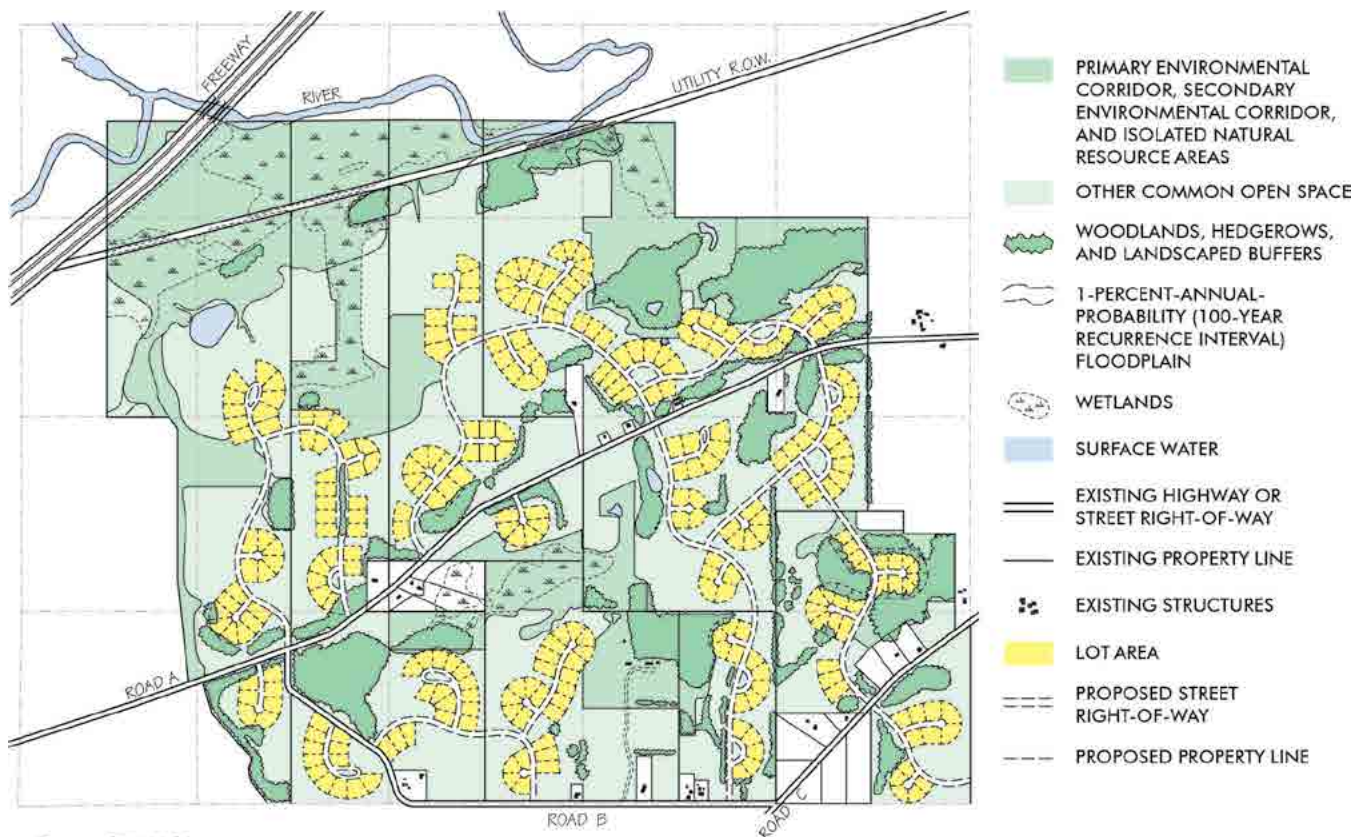 FREEWAY
RIVER
UTILITY R.O.W.
ROAD A
ROAD B
ROAD C
PRIMARY ENVIRONMENTAL
CORRIDOR, SECONDARY
ENVIRONMENTAL CORRIDOR,
AND ISOLATED NATURAL
RESOURCE AREAS
OTHER COMMON OPEN SPACE
WOODLANDS, HEDGEROWS,
AND LANDSCAPED BUFFERS
1-PERCENT-ANNUAL-
PROBABILITY (100-YEAR
RECURRENCE INTERVAL)
FLOODPLAIN
WETLANDS
SURFACE WATER
EXISTING HIGHWAY OR
STREET RIGHT-OF-WAY
EXISTING PROPERTY LINE
EXISTING STRUCTURES
LOT AREA
PROPOSED STREET
RIGHT-OF-WAY
PROPOSED PROPERTY LINE